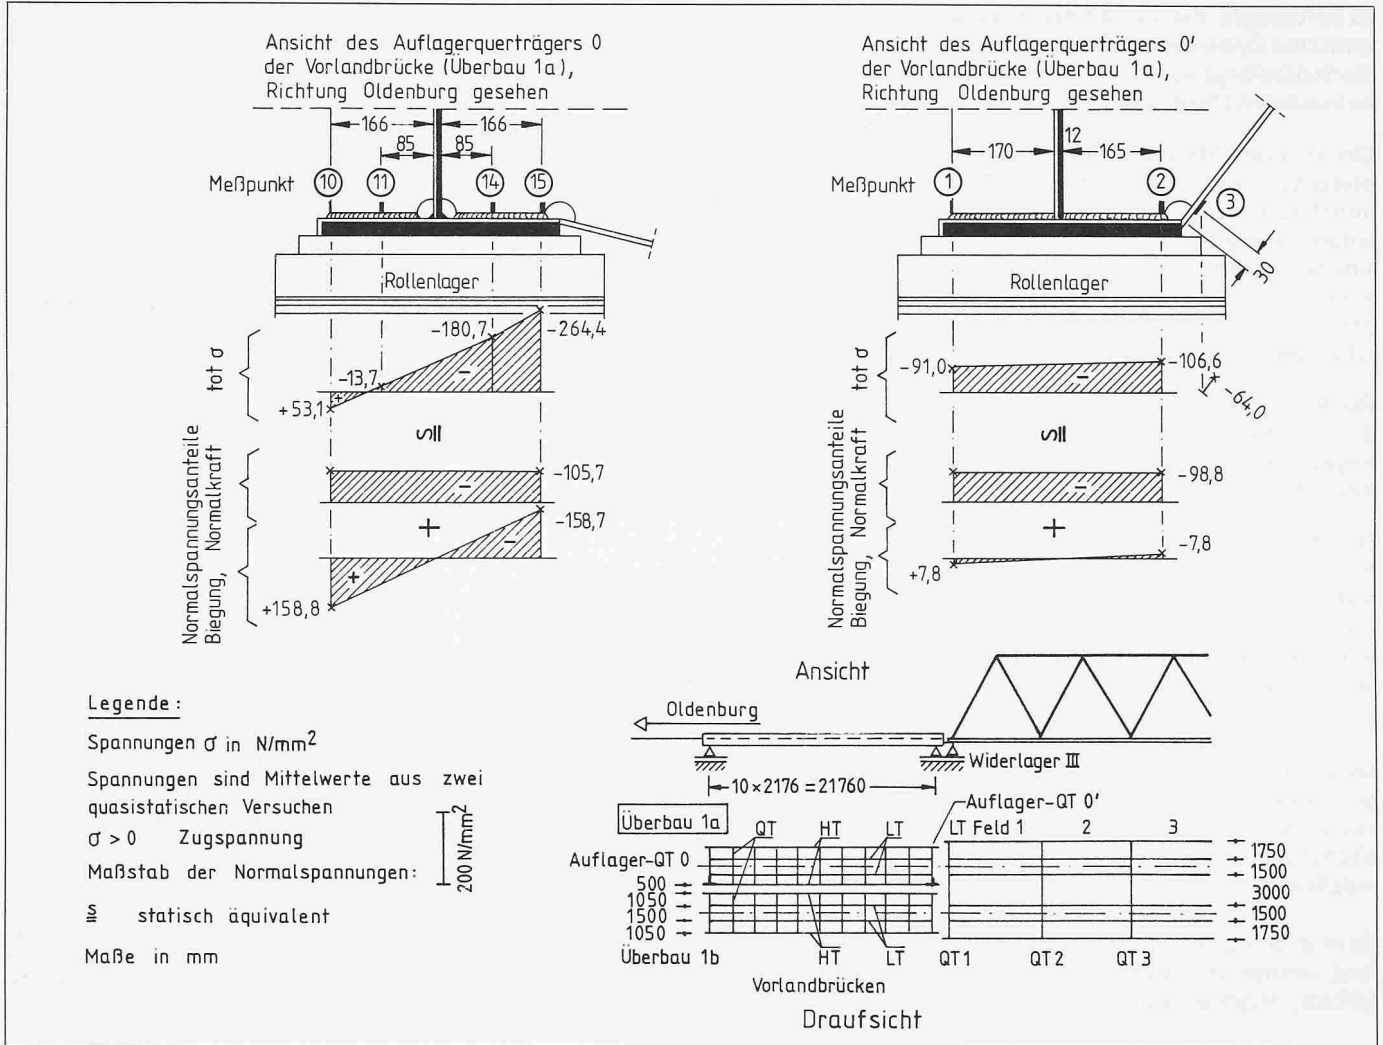 Ansicht des Auflagerquerträgers 0
der Vorlandbrücke (Überbau 1a),
Richtung Oldenburg gesehen
166
166
85
85
Meßpunkt
10
11
14
15
Rollenlager
tot σ
-180,7
-264,4
-13,7
-
+
+53,1
≙
Normalspannungsanteile
Biegung, Normalkraft
-
-105,7
+
-158,7
-
+
+158,8
Ansicht des Auflagerquerträgers 0'
der Vorlandbrücke (Überbau 1a),
Richtung Oldenburg gesehen
12
170
165
Meßpunkt
1
2
3
30
Rollenlager
tot σ
-91,0
-106,6
-
-64,0
Normalspannungsanteile
Biegung, Normalkraft
-
-98,8
+
-7,8
+7,8
Legende:
Spannungen σ in N/mm²
Spannungen sind Mittelwerte aus zwei
quasistatischen Versuchen
σ > 0 Zugspannung
Maßstab der Normalspannungen:
200 N/mm²
statisch äquivalent
Maße in mm
Ansicht
Oldenburg
Widerlager III
10 × 2176 = 21760
Auflager-QT 0'
Überbau 1a
QT
HT
LT
LT Feld 1
2
3
Auflager-QT 0
500
1050
1500
1050
1750
1500
3000
1500
1750
Überbau 1b
HT
LT
QT1
QT2
QT3
Vorlandbrücken
Draufsicht